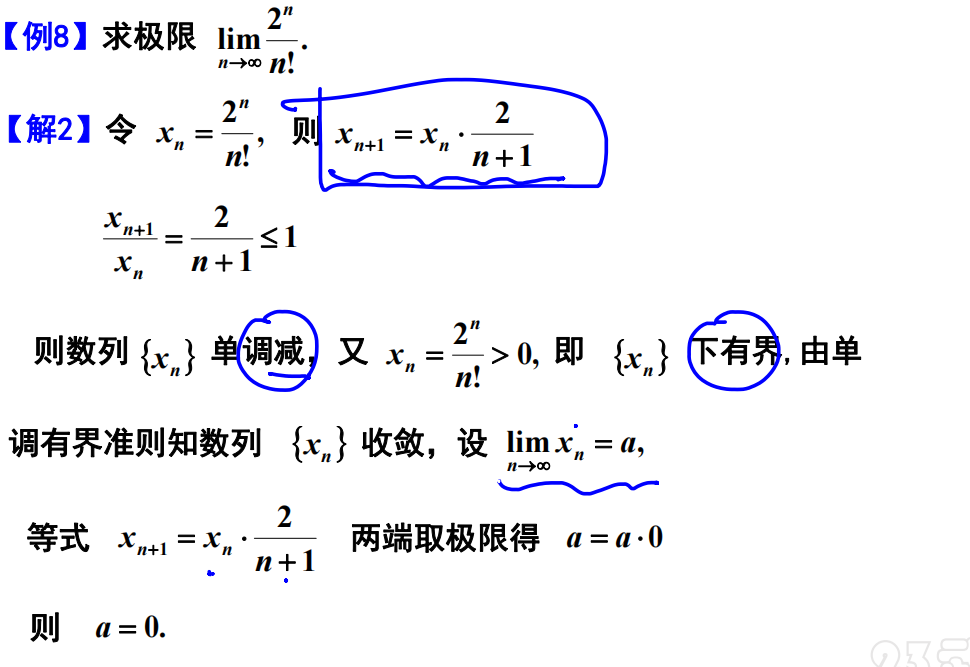 【例8】求极限 $\lim_{n \to \infty} \frac{2^n}{n!}.$
【解2】令 $x_n = \frac{2^n}{n!},$ 则 $x_{n+1} = x_n \cdot \frac{2}{n+1}$
$\frac{x_{n+1}}{x_n} = \frac{2}{n+1} \leq 1$
则数列 $\{x_n\}$ 单调减，又 $x_n = \frac{2^n}{n!} > 0,$ 即 $\{x_n\}$ 下有界,由单
调有界准则知数列 $\{x_n\}$ 收敛，设 $\lim_{n \to \infty} x_n = a,$
等式 $x_{n+1} = x_n \cdot \frac{2}{n+1}$ 两端取极限得 $a = a \cdot 0$
则 $a = 0.$